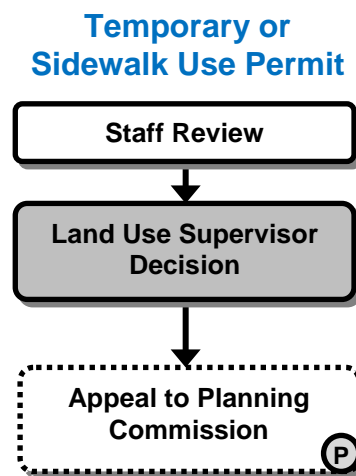 Temporary or
Sidewalk Use Permit
Staff Review
Land Use Supervisor
Decision
Appeal to Planning
Commission
P